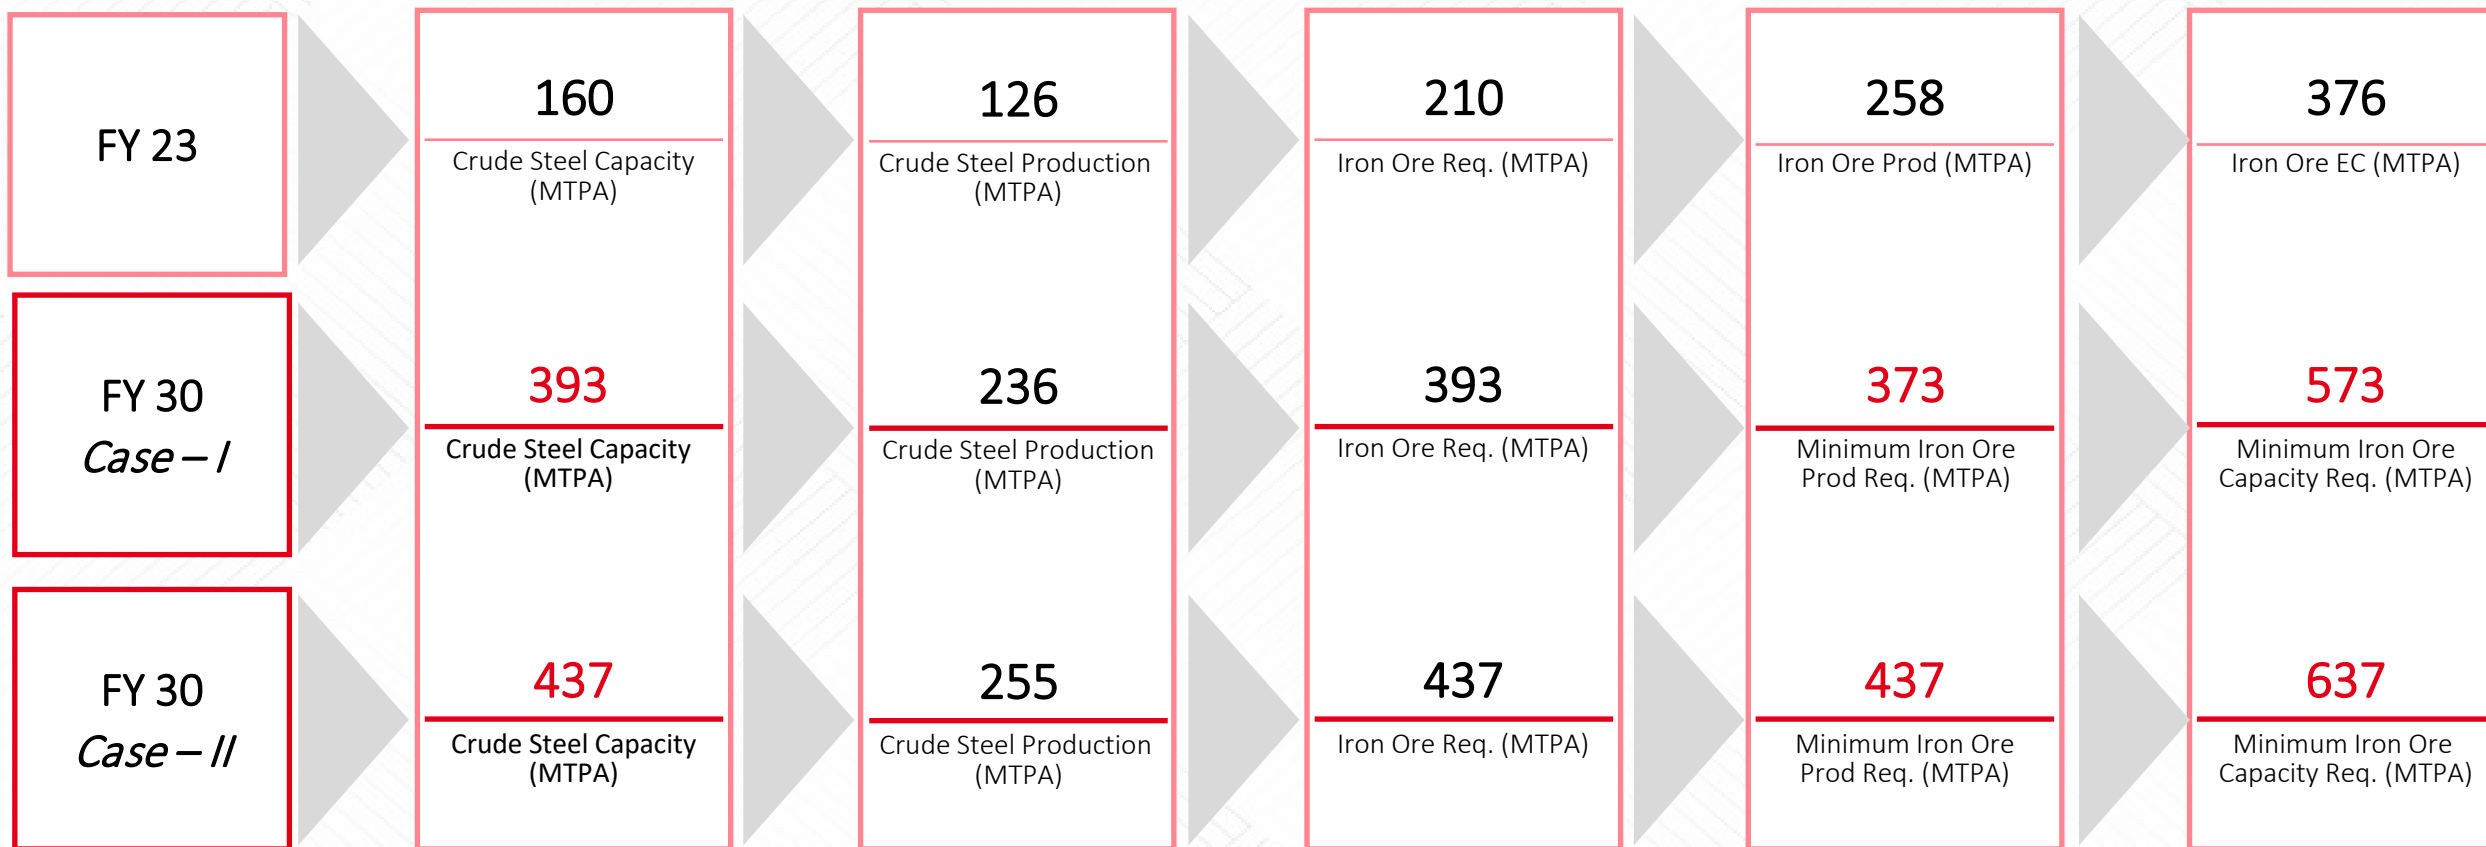 FY 23
160
Crude Steel Capacity
(MTPA)
126
Crude Steel Production
(MTPA)
210
Iron Ore Req. (MTPA)
258
Iron Ore Prod (MTPA)
376
Iron Ore EC (MTPA)
FY 30
Case – I
393
Crude Steel Capacity
(MTPA)
236
Crude Steel Production
(MTPA)
393
Iron Ore Req. (MTPA)
373
Minimum Iron Ore
Prod Req. (MTPA)
573
Minimum Iron Ore
Capacity Req. (MTPA)
FY 30
Case – II
437
Crude Steel Capacity
(MTPA)
255
Crude Steel Production
(MTPA)
437
Iron Ore Req. (MTPA)
437
Minimum Iron Ore
Prod Req. (MTPA)
637
Minimum Iron Ore
Capacity Req. (MTPA)